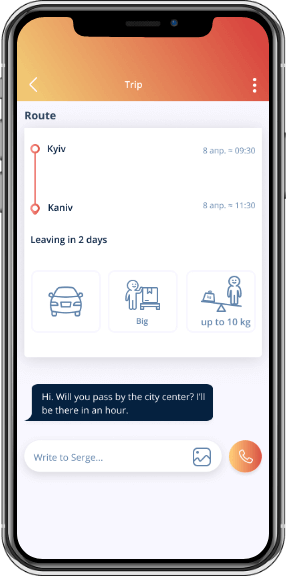 Trip
Route
Kyiv
8 апр. ≈ 09:30
Kaniv
8 апр. ≈ 11:30
Leaving in 2 days
Big
up to 10 kg
Hi. Will you pass by the city center? I'll
be there in an hour.
Write to Serge...